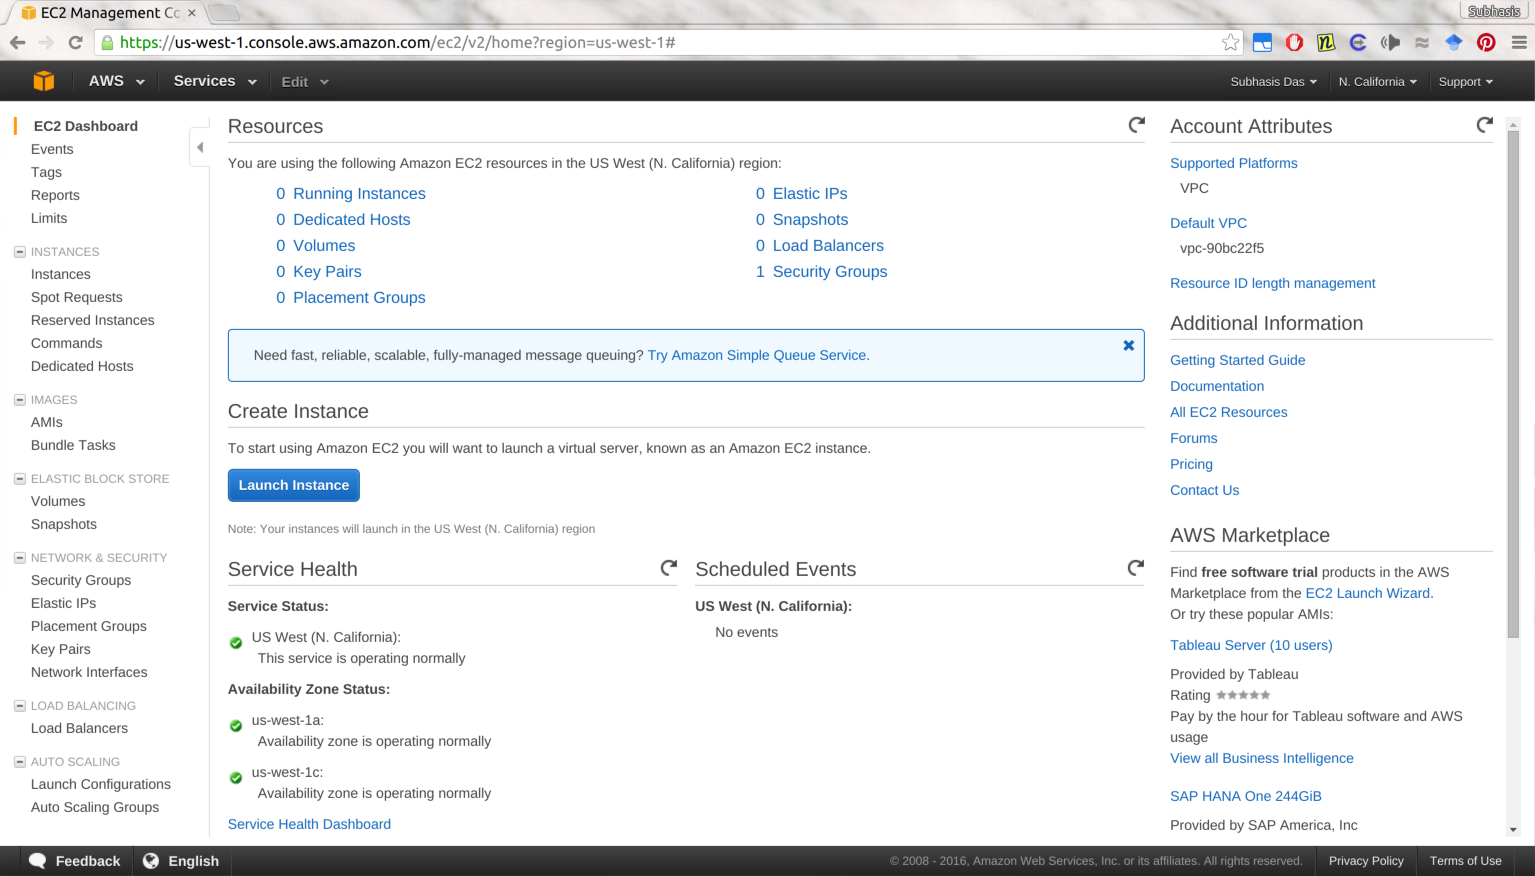 EC2 Management Co
Subhasis
https://us-west-1.console.aws.amazon.com/ec2/v2/home?region=us-west-1#
AWS Services Edit Subhasis Das N. California Support
EC2 Dashboard
Events
Tags
Reports
Limits
INSTANCES
Instances
Spot Requests
Reserved Instances
Commands
Dedicated Hosts
IMAGES
AMIs
Bundle Tasks
ELASTIC BLOCK STORE
Volumes
Snapshots
NETWORK & SECURITY
Security Groups
Elastic IPs
Placement Groups
Key Pairs
Network Interfaces
LOAD BALANCING
Load Balancers
AUTO SCALING
Launch Configurations
Auto Scaling Groups
Resources
You are using the following Amazon EC2 resources in the US West (N. California) region:
0 Running Instances
0 Dedicated Hosts
0 Volumes
0 Key Pairs
0 Placement Groups
0 Elastic IPs
0 Snapshots
0 Load Balancers
1 Security Groups
Need fast, reliable, scalable, fully-managed message queuing? Try Amazon Simple Queue Service.
Create Instance
To start using Amazon EC2 you will want to launch a virtual server, known as an Amazon EC2 instance.
Launch Instance
Note: Your instances will launch in the US West (N. California) region
Service Health
Service Status:
US West (N. California):
This service is operating normally
Availability Zone Status:
us-west-1a:
Availability zone is operating normally
us-west-1c:
Availability zone is operating normally
Service Health Dashboard
Scheduled Events
US West (N. California):
No events
Account Attributes
Supported Platforms
VPC
Default VPC
vpc-90bc22f5
Resource ID length management
Additional Information
Getting Started Guide
Documentation
All EC2 Resources
Forums
Pricing
Contact Us
AWS Marketplace
Find free software trial products in the AWS
Marketplace from the EC2 Launch Wizard.
Or try these popular AMIs:
Tableau Server (10 users)
Provided by Tableau
Rating
Pay by the hour for Tableau software and AWS
usage
View all Business Intelligence
SAP HANA One 244GiB
Provided by SAP America, Inc
Feedback English © 2008 - 2016, Amazon Web Services, Inc. or its affiliates. All rights reserved. Privacy Policy Terms of Use